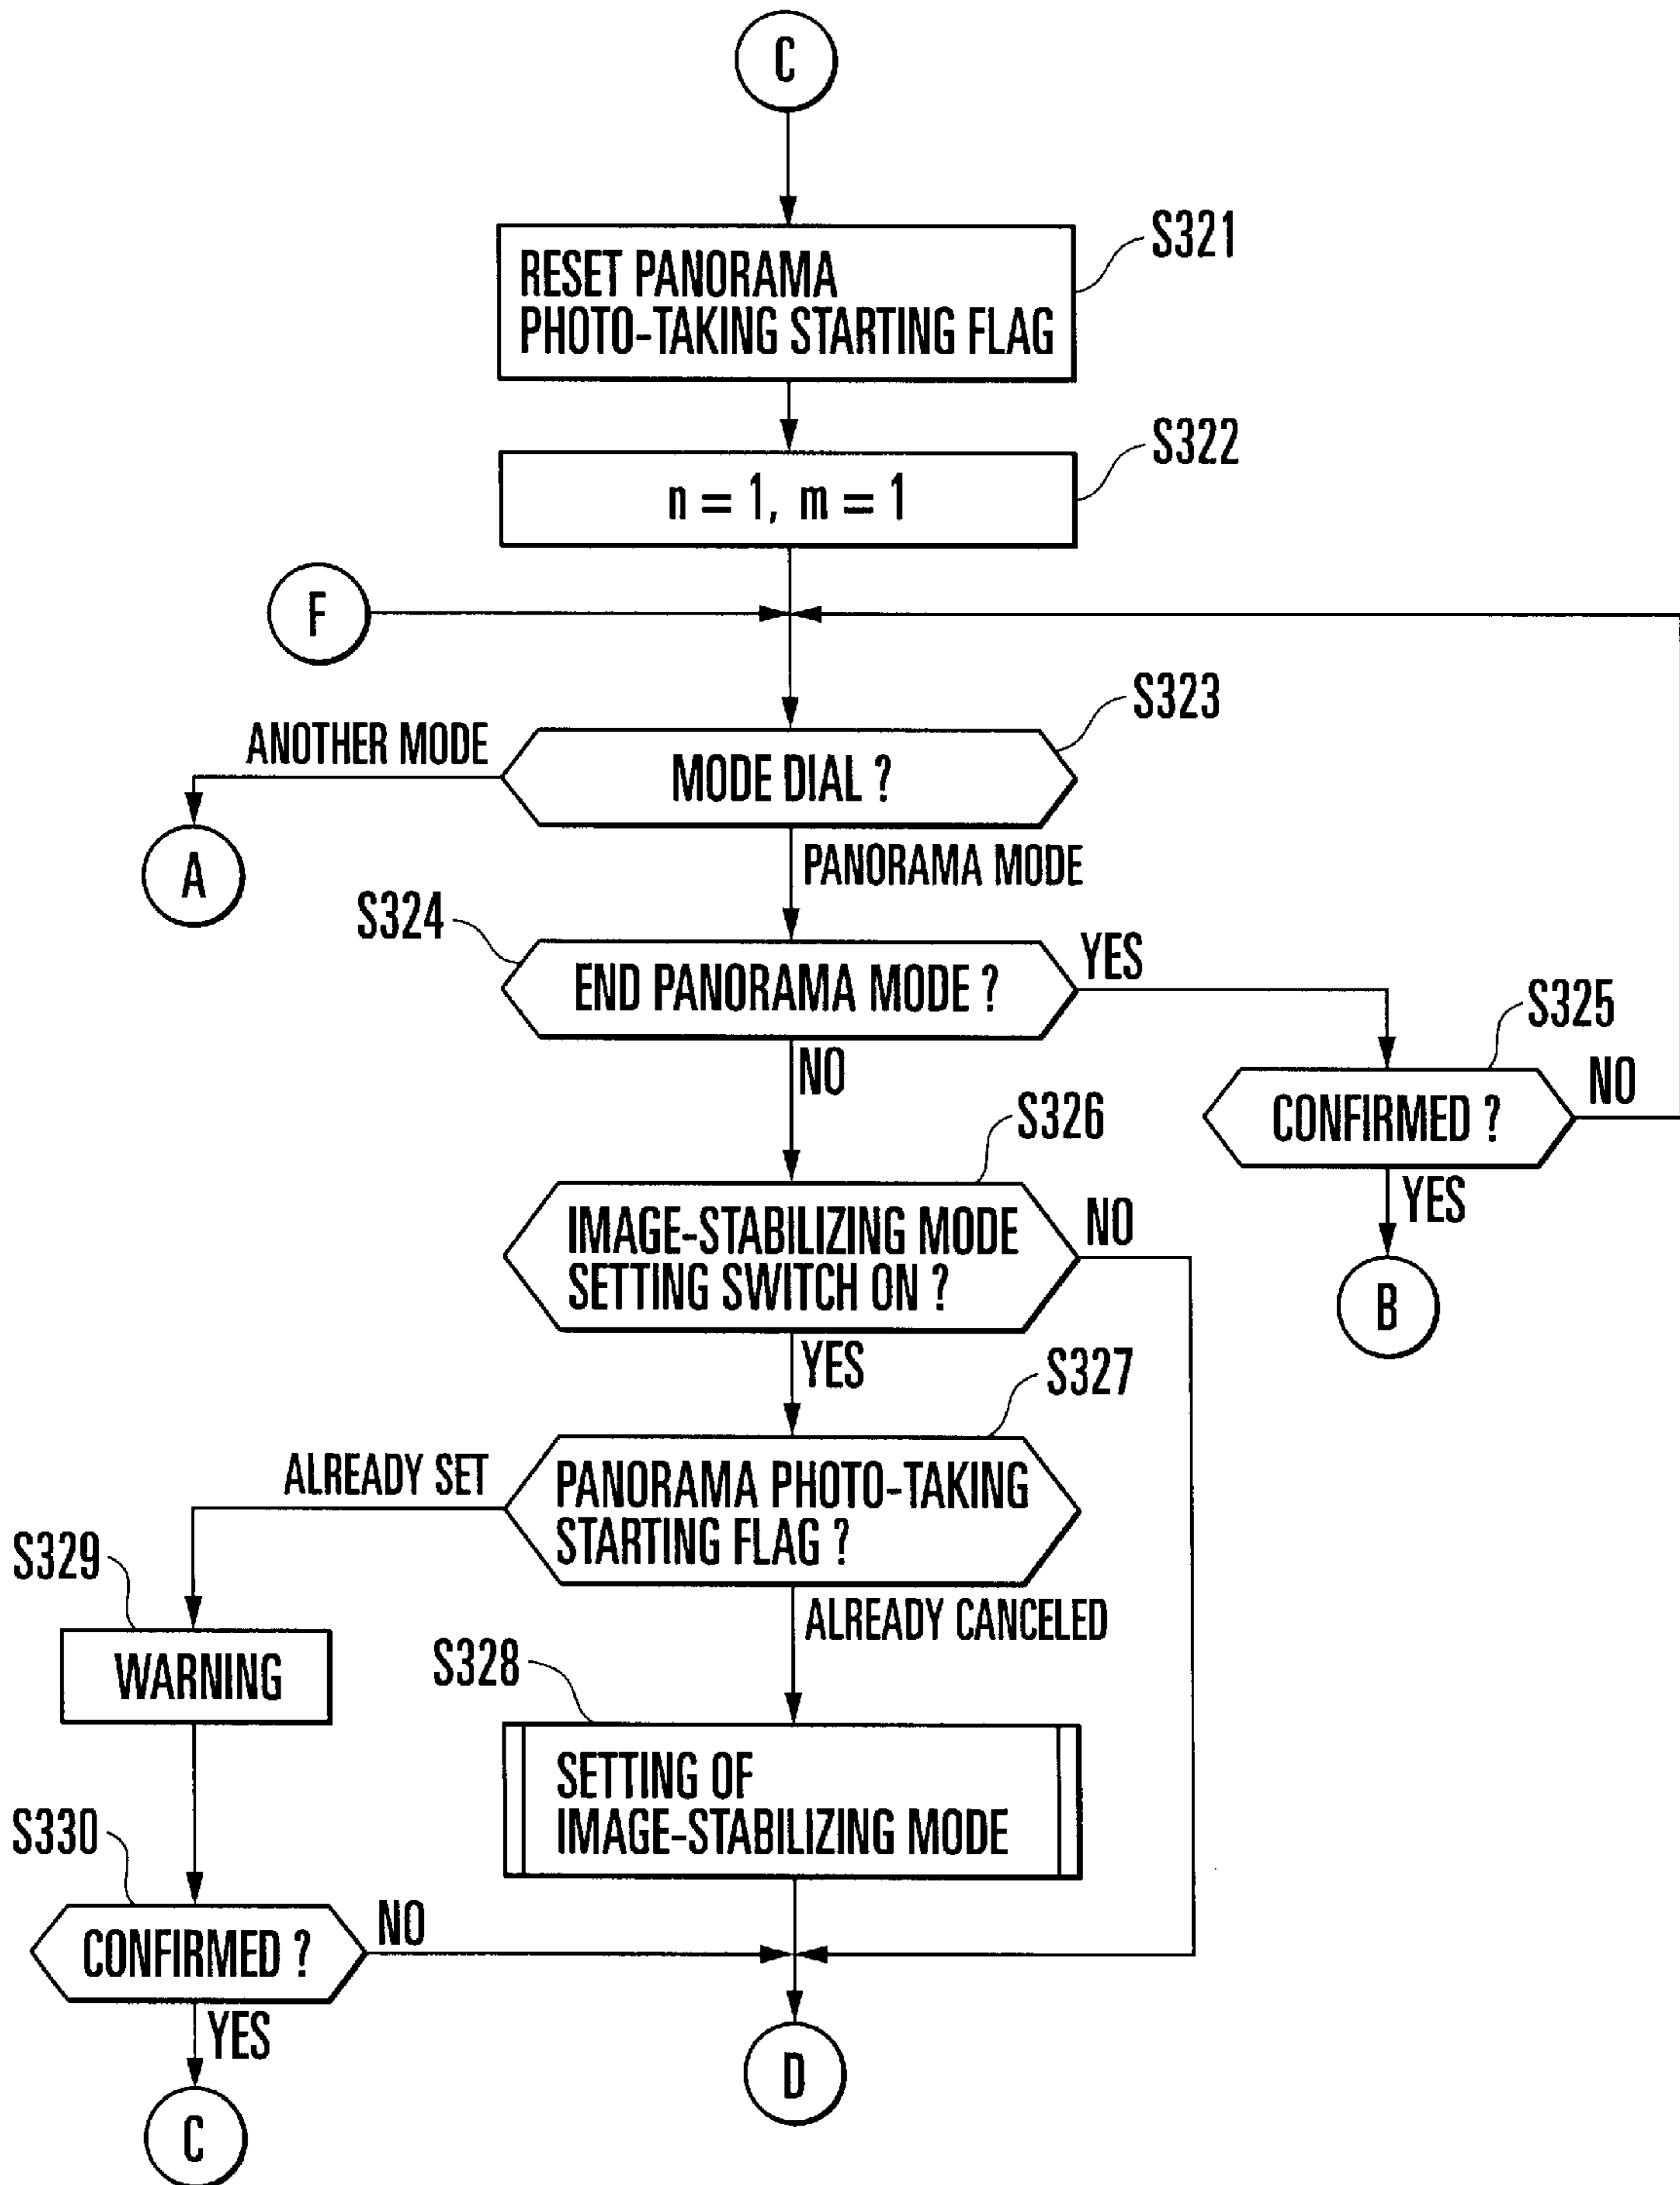 C
S321
RESET PANORAMA
PHOTO-TAKING STARTING FLAG
S322
n = 1, m = 1
F
S323
ANOTHER MODE
MODE DIAL ?
A
PANORAMA MODE
S324
END PANORAMA MODE ?
YES
S325
NO
CONFIRMED ?
NO
S326
YES
B
IMAGE-STABILIZING MODE
SETTING SWITCH ON ?
NO
YES
S327
ALREADY SET
PANORAMA PHOTO-TAKING
STARTING FLAG ?
S329
ALREADY CANCELED
WARNING
S328
SETTING OF
IMAGE-STABILIZING MODE
S330
CONFIRMED ?
NO
YES
D
C